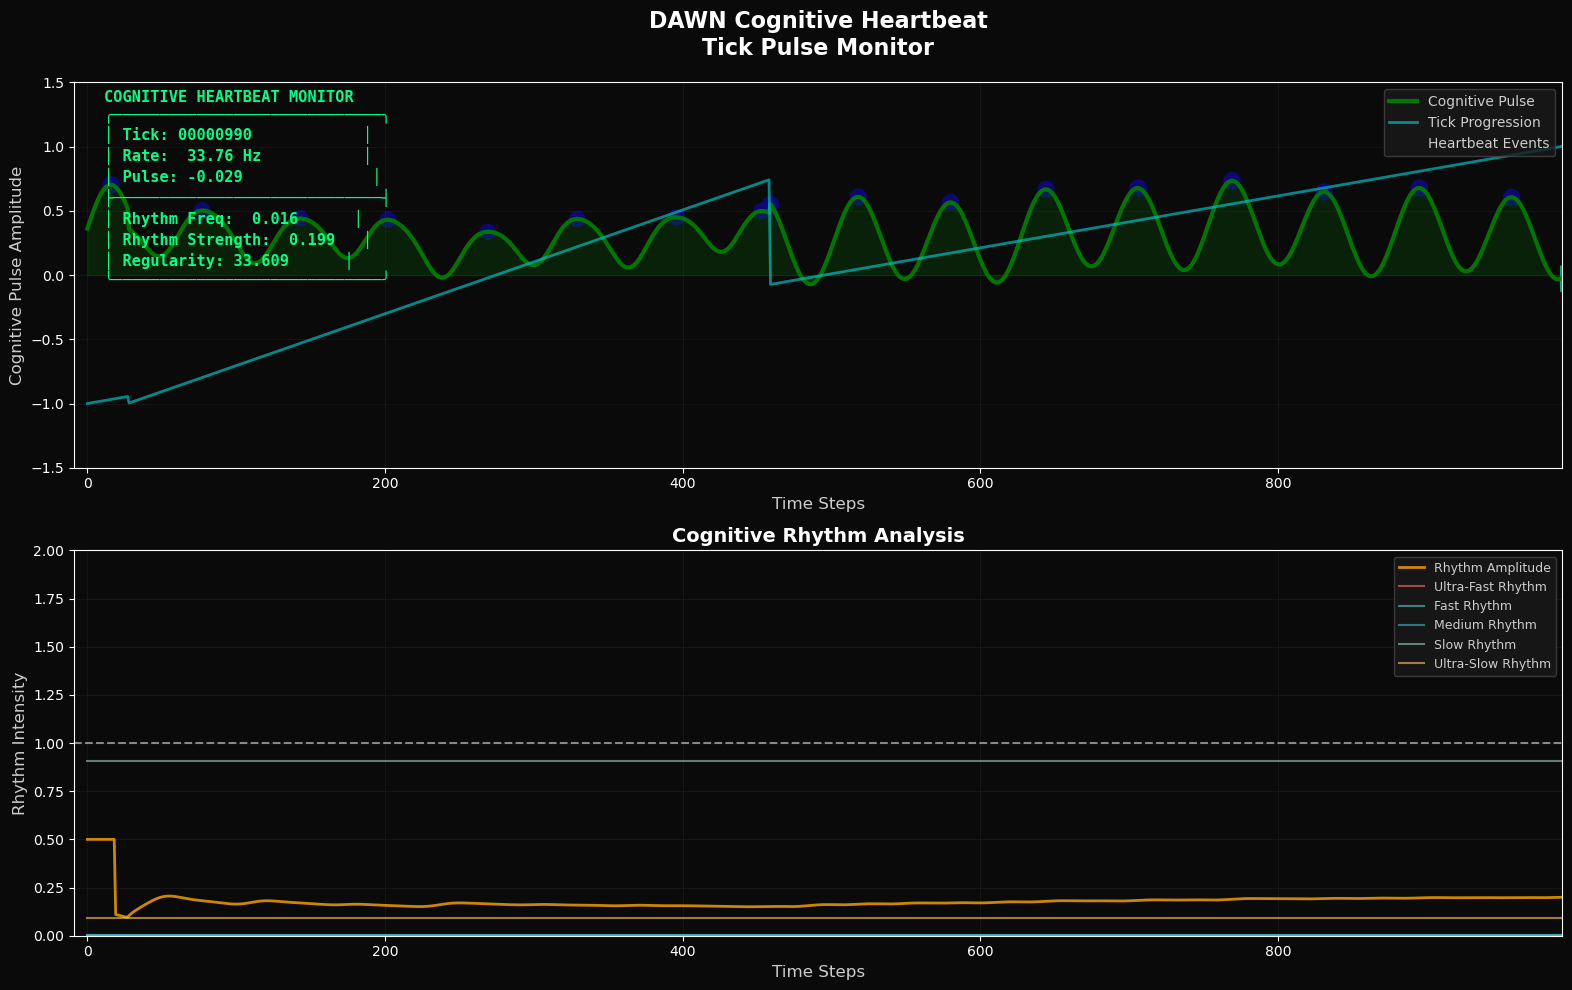 DAWN Cognitive Heartbeat
Tick Pulse Monitor
1.5
1.0
0.5
0.0
−0.5
−1.0
−1.5
Cognitive Pulse Amplitude
COGNITIVE HEARTBEAT MONITOR
Tick: 00000990
Rate: 33.76 Hz
Pulse: -0.029
Rhythm Freq: 0.016
Rhythm Strength: 0.199
Regularity: 33.609
Cognitive Pulse
Tick Progression
Heartbeat Events
0
200
400
600
800
Time Steps
Cognitive Rhythm Analysis
2.00
1.75
1.50
1.25
1.00
0.75
0.50
0.25
0.00
Rhythm Intensity
Rhythm Amplitude
Ultra-Fast Rhythm
Fast Rhythm
Medium Rhythm
Slow Rhythm
Ultra-Slow Rhythm
0
200
400
600
800
Time Steps